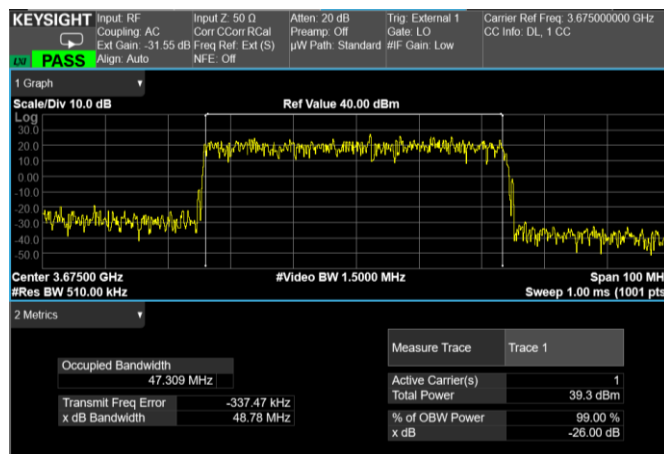 KEYSIGHT Input: RF Input Z: 50 Ω Atten: 20 dB Trig: External 1 Carrier Ref Freq: 3.675000000 GHz
Coupling: AC Corr CCorr RCal Preamp: Off Gate: LO CC Info: DL, 1 CC
Ext Gain: -31.55 dB Freq Ref: Ext (S) µW Path: Standard #IF Gain: Low
LXI PASS Align: Auto NFE: Off
1 Graph
Scale/Div 10.0 dB Ref Value 40.00 dBm
Log
30.0
20.0
10.0
0.00
-10.0
-20.0
-30.0
-40.0
-50.0
Center 3.67500 GHz #Video BW 1.5000 MHz Span 100 MH
#Res BW 510.00 kHz Sweep 1.00 ms (1001 pts
2 Metrics
Measure Trace Trace 1
Occupied Bandwidth
47.309 MHz
Active Carrier(s) 1
Transmit Freq Error -337.47 kHz
Total Power 39.3 dBm
x dB Bandwidth 48.78 MHz
% of OBW Power 99.00 %
x dB -26.00 dB